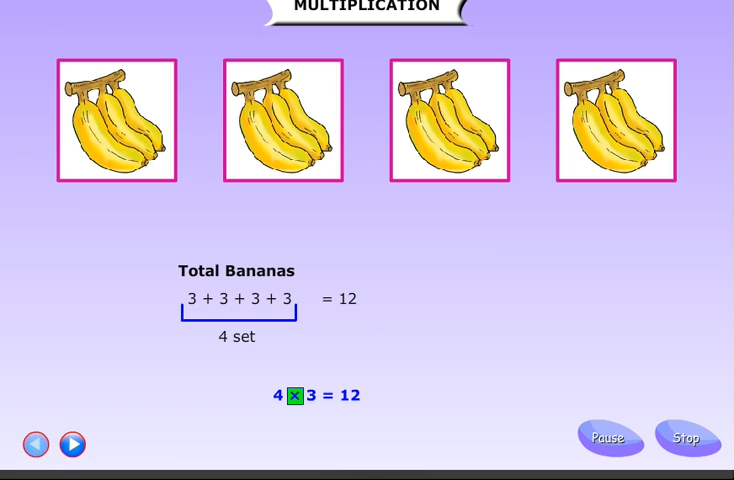 MULTIPLICATION
Total Bananas
3 + 3 + 3 + 3 = 12
4 set
4 × 3 = 12
Pause Stop